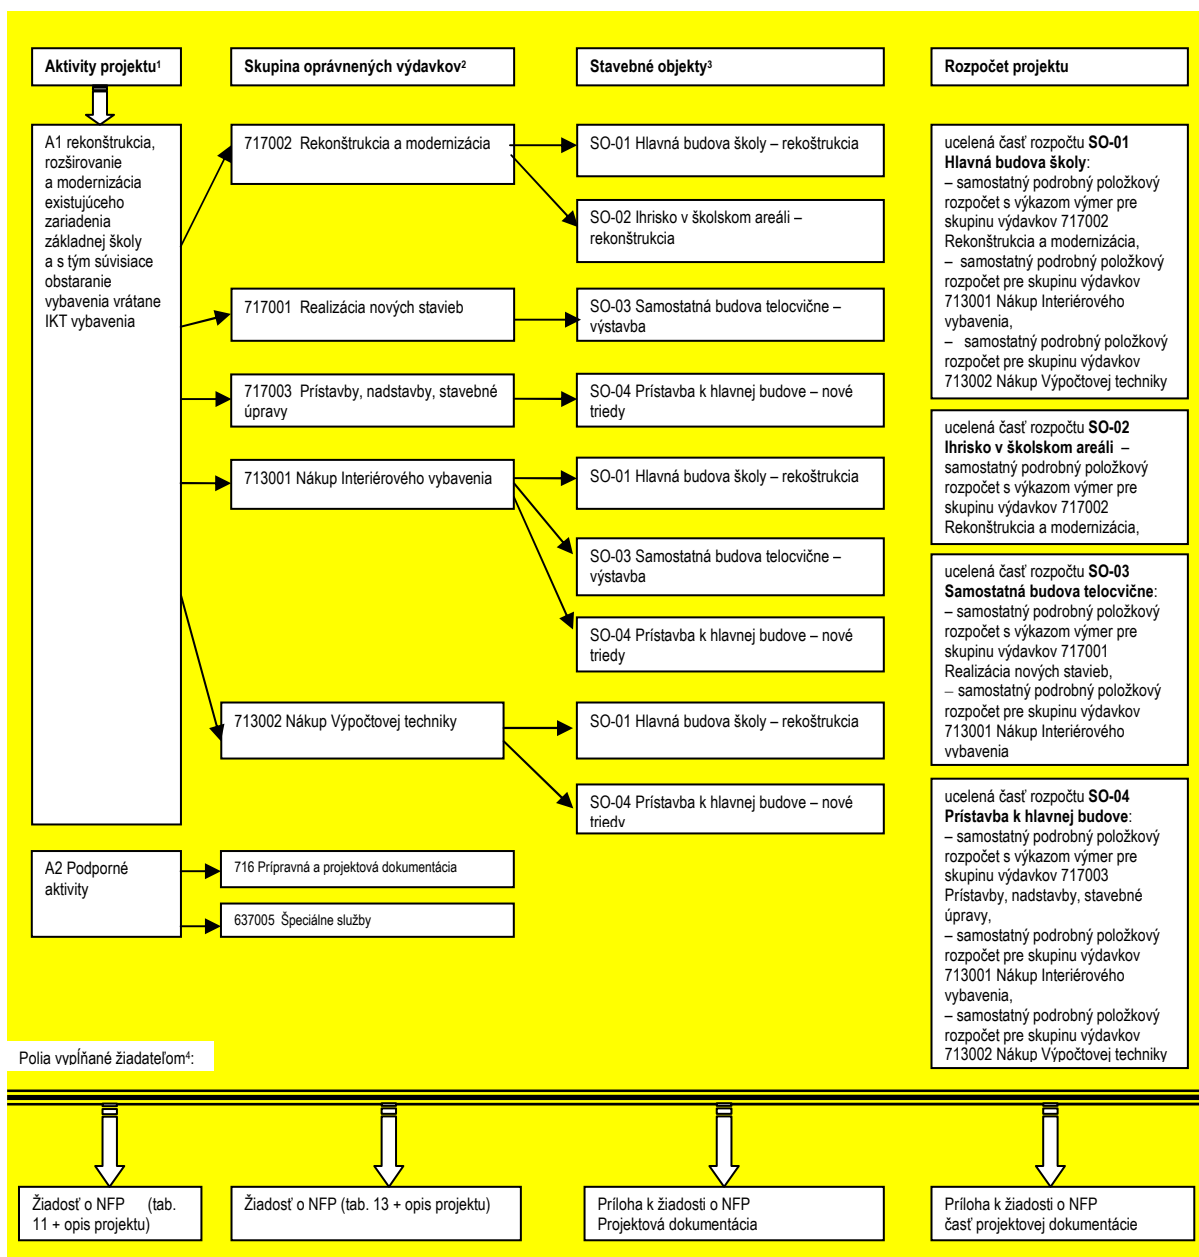 Aktivity projektu¹
Skupina oprávnených výdavkov²
Stavebné objekty³
Rozpočet projektu
A1 rekonštrukcia,
rozširovanie
a modernizácia
existujúceho
zariadenia
základnej školy
a s tým súvisiace
obstaranie
vybavenia vrátane
IKT vybavenia
717002 Rekonštrukcia a modernizácia
SO-01 Hlavná budova školy – rekoštrukcia
SO-02 Ihrisko v školskom areáli –
rekonštrukcia
717001 Realizácia nových stavieb
SO-03 Samostatná budova telocvične –
výstavba
717003 Prístavby, nadstavby, stavebné
úpravy
SO-04 Prístavba k hlavnej budove – nové
triedy
713001 Nákup Interiérového vybavenia
SO-01 Hlavná budova školy – rekoštrukcia
SO-03 Samostatná budova telocvične –
výstavba
SO-04 Prístavba k hlavnej budove – nové
triedy
713002 Nákup Výpočtovej techniky
SO-01 Hlavná budova školy – rekoštrukcia
SO-04 Prístavba k hlavnej budove – nové
triedy
A2 Podporné
aktivity
716 Prípravná a projektová dokumentácia
637005 Špeciálne služby
ucelená časť rozpočtu SO-01
Hlavná budova školy:
– samostatný podrobný položkový
rozpočet s výkazom výmer pre
skupinu výdavkov 717002
Rekonštrukcia a modernizácia,
– samostatný podrobný položkový
rozpočet pre skupinu výdavkov
713001 Nákup Interiérového
vybavenia,
– samostatný podrobný položkový
rozpočet pre skupinu výdavkov
713002 Nákup Výpočtovej techniky
ucelená časť rozpočtu SO-02
Ihrisko v školskom areáli –
samostatný podrobný položkový
rozpočet s výkazom výmer pre
skupinu výdavkov 717002
Rekonštrukcia a modernizácia,
ucelená časť rozpočtu SO-03
Samostatná budova telocvične:
– samostatný podrobný položkový
rozpočet s výkazom výmer pre
skupinu výdavkov 717001
Realizácia nových stavieb,
– samostatný podrobný položkový
rozpočet pre skupinu výdavkov
713001 Nákup Interiérového
vybavenia
ucelená časť rozpočtu SO-04
Prístavba k hlavnej budove:
– samostatný podrobný položkový
rozpočet s výkazom výmer pre
skupinu výdavkov 717003
Prístavby, nadstavby, stavebné
úpravy,
– samostatný podrobný položkový
rozpočet pre skupinu výdavkov
713001 Nákup Interiérového
vybavenia,
– samostatný podrobný položkový
rozpočet pre skupinu výdavkov
713002 Nákup Výpočtovej techniky
Polia vypĺňané žiadateľom⁴:
Žiadosť o NFP (tab.
11 + opis projektu)
Žiadosť o NFP (tab. 13 + opis projektu)
Príloha k žiadosti o NFP
Projektová dokumentácia
Príloha k žiadosti o NFP
časť projektovej dokumentácie